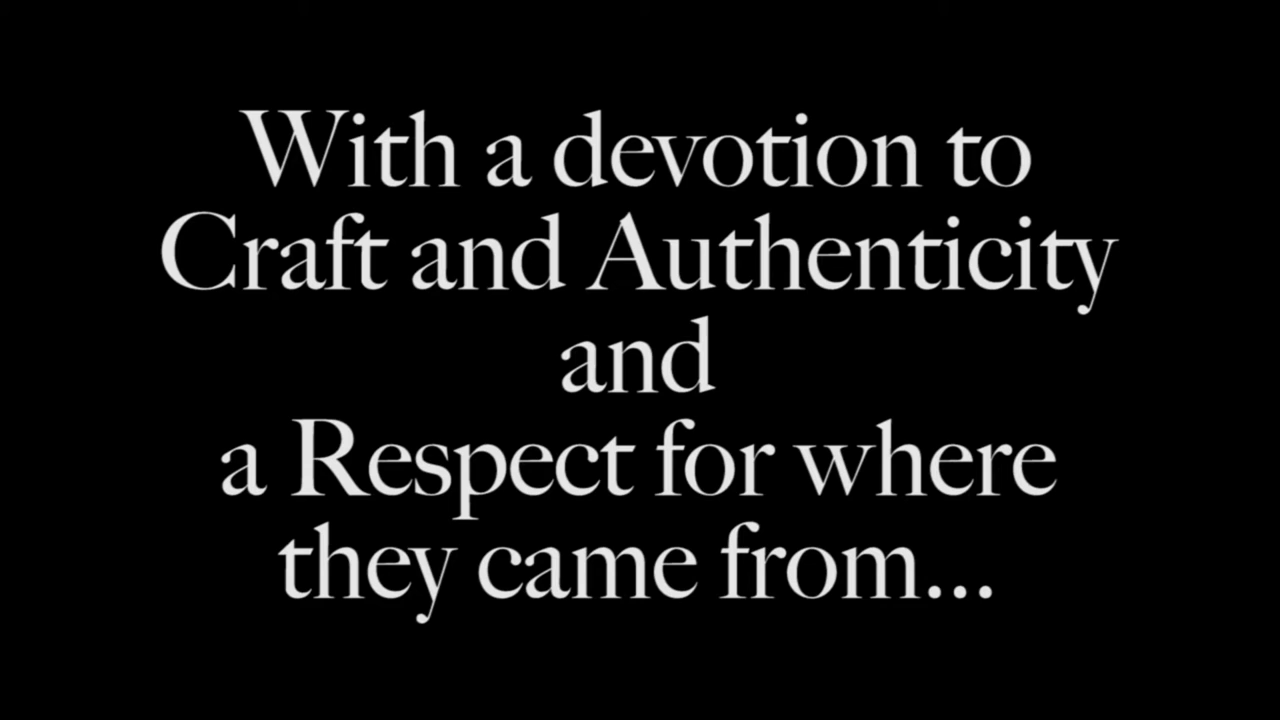 With a devotion to
Craft and Authenticity
and
a Respect for where
they came from...